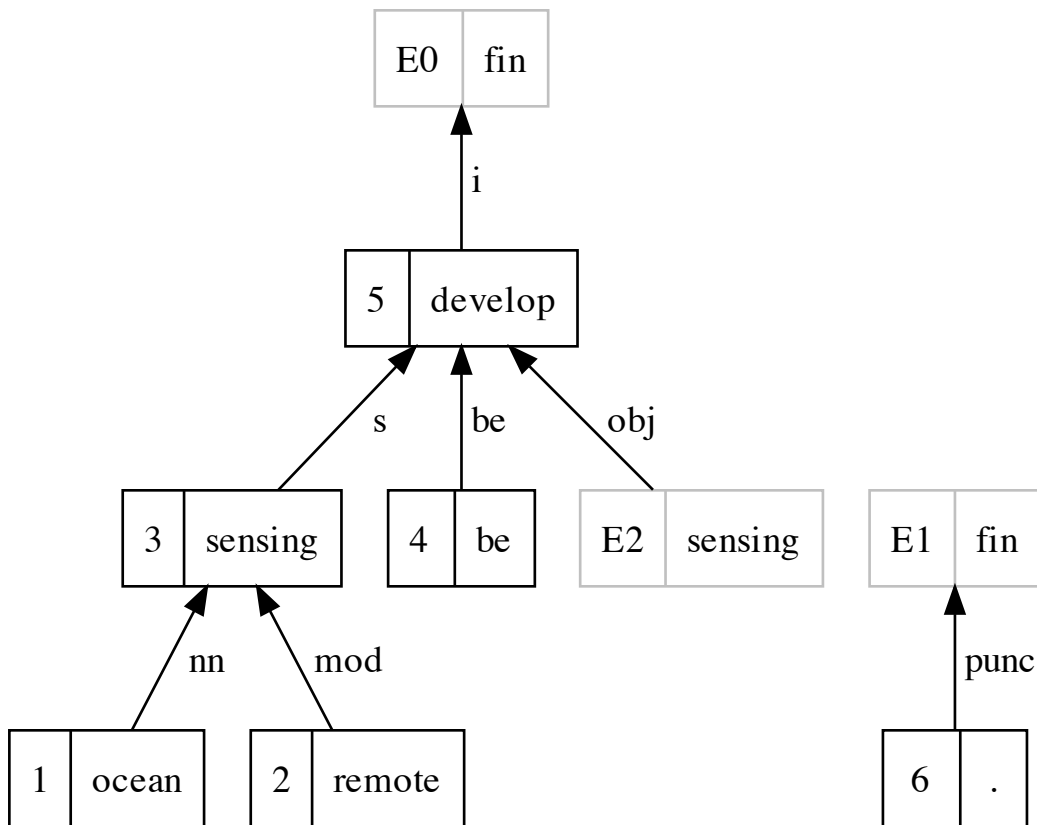 E0 fin
i
5 develop
s be obj
3 sensing 4 be E2 sensing E1 fin
nn mod punc
1 ocean 2 remote 6 .